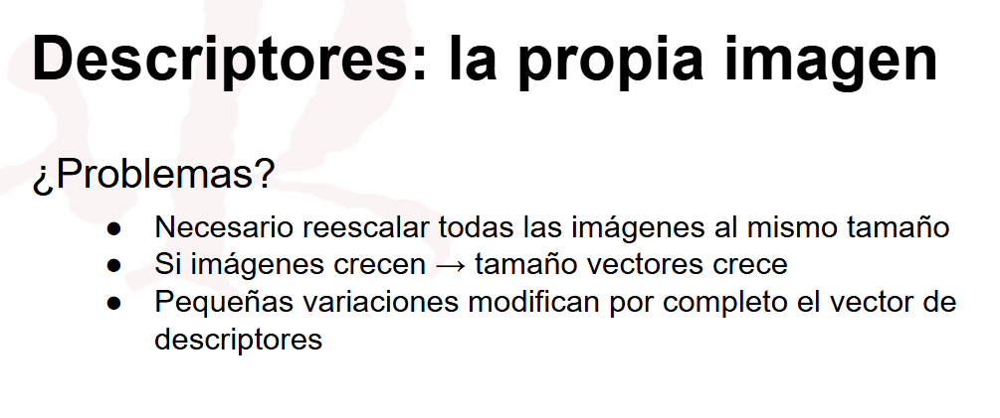 Descriptores: la propia imagen
¿Problemas?
● Necesario reescalar todas las imágenes al mismo tamaño
● Si imágenes crecen → tamaño vectores crece
● Pequeñas variaciones modifican por completo el vector de
descriptores